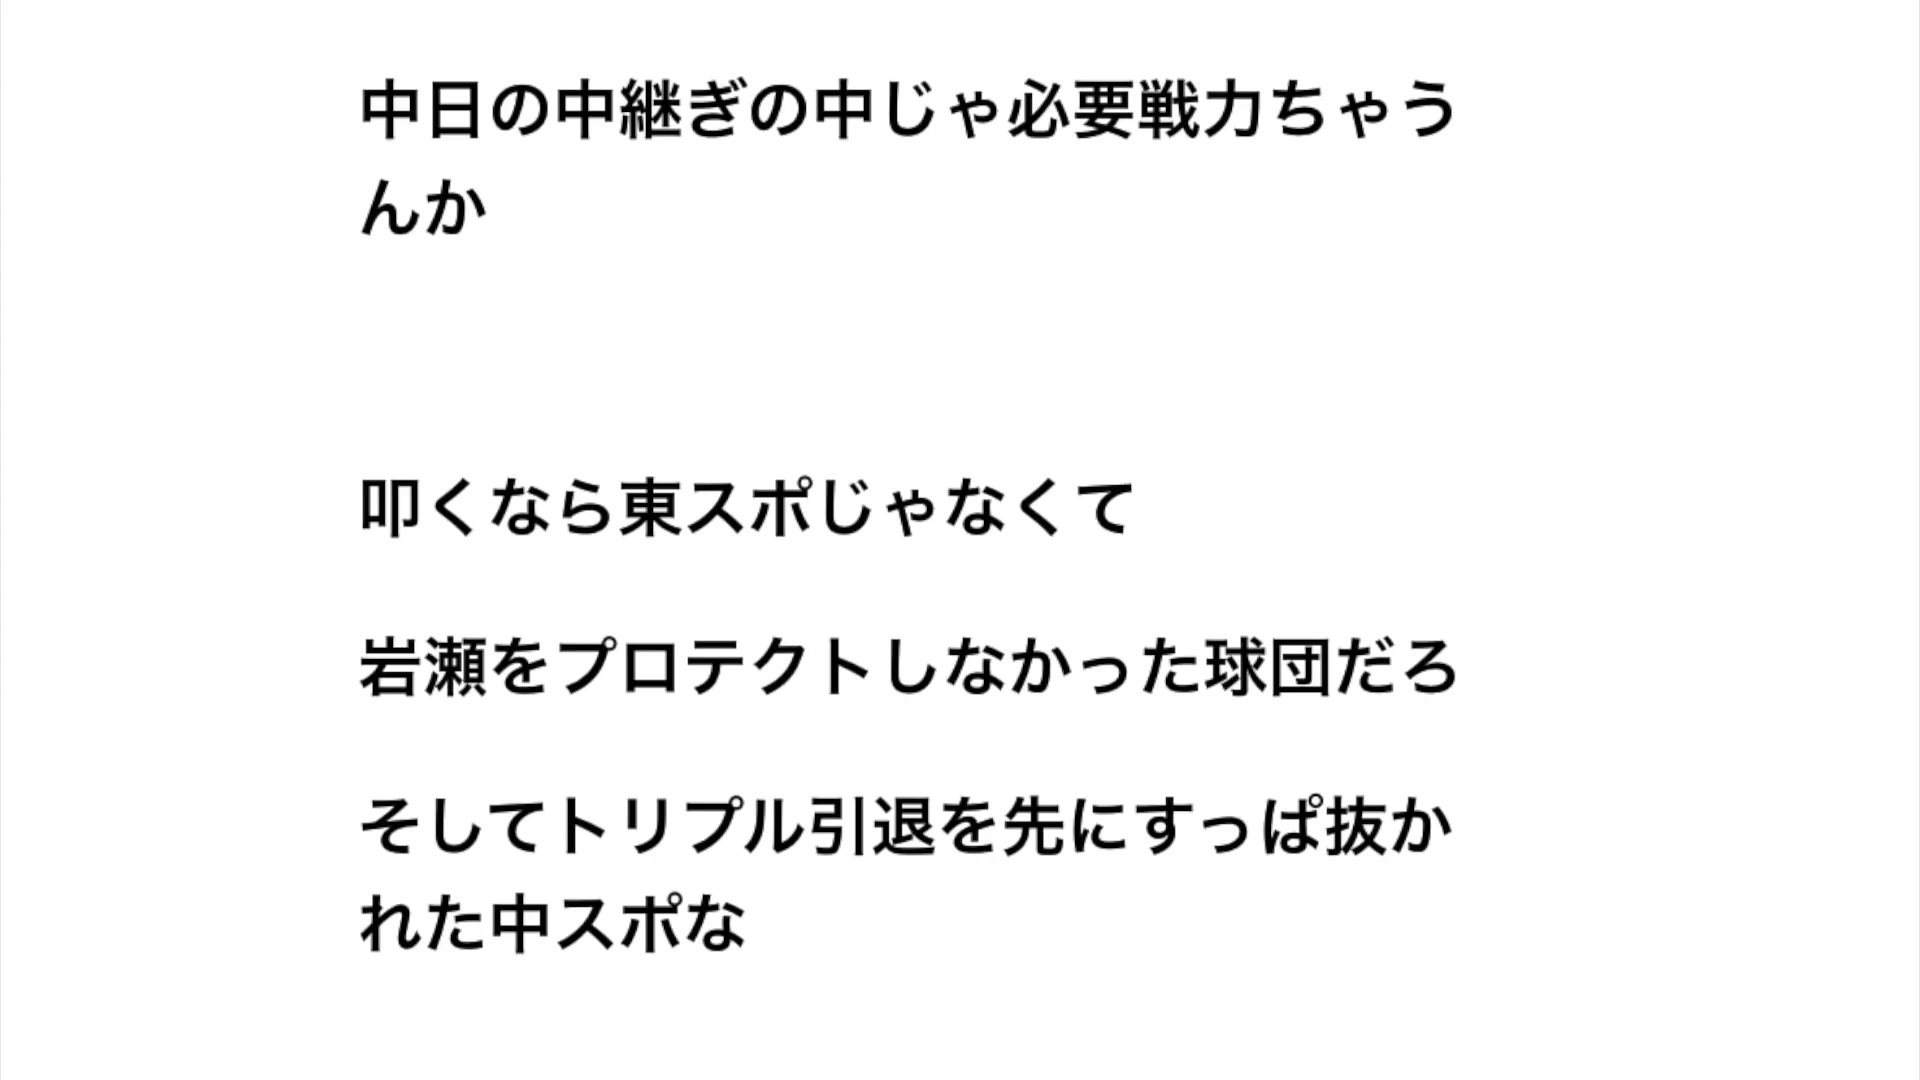 中日の中継ぎの中じゃ必要戦力ちゃう
んか
叩くなら東スポじゃなくて
岩瀬をプロテクトしなかった球団だろ
そしてトリプル引退を先にすっぱ抜か
れた中スポな